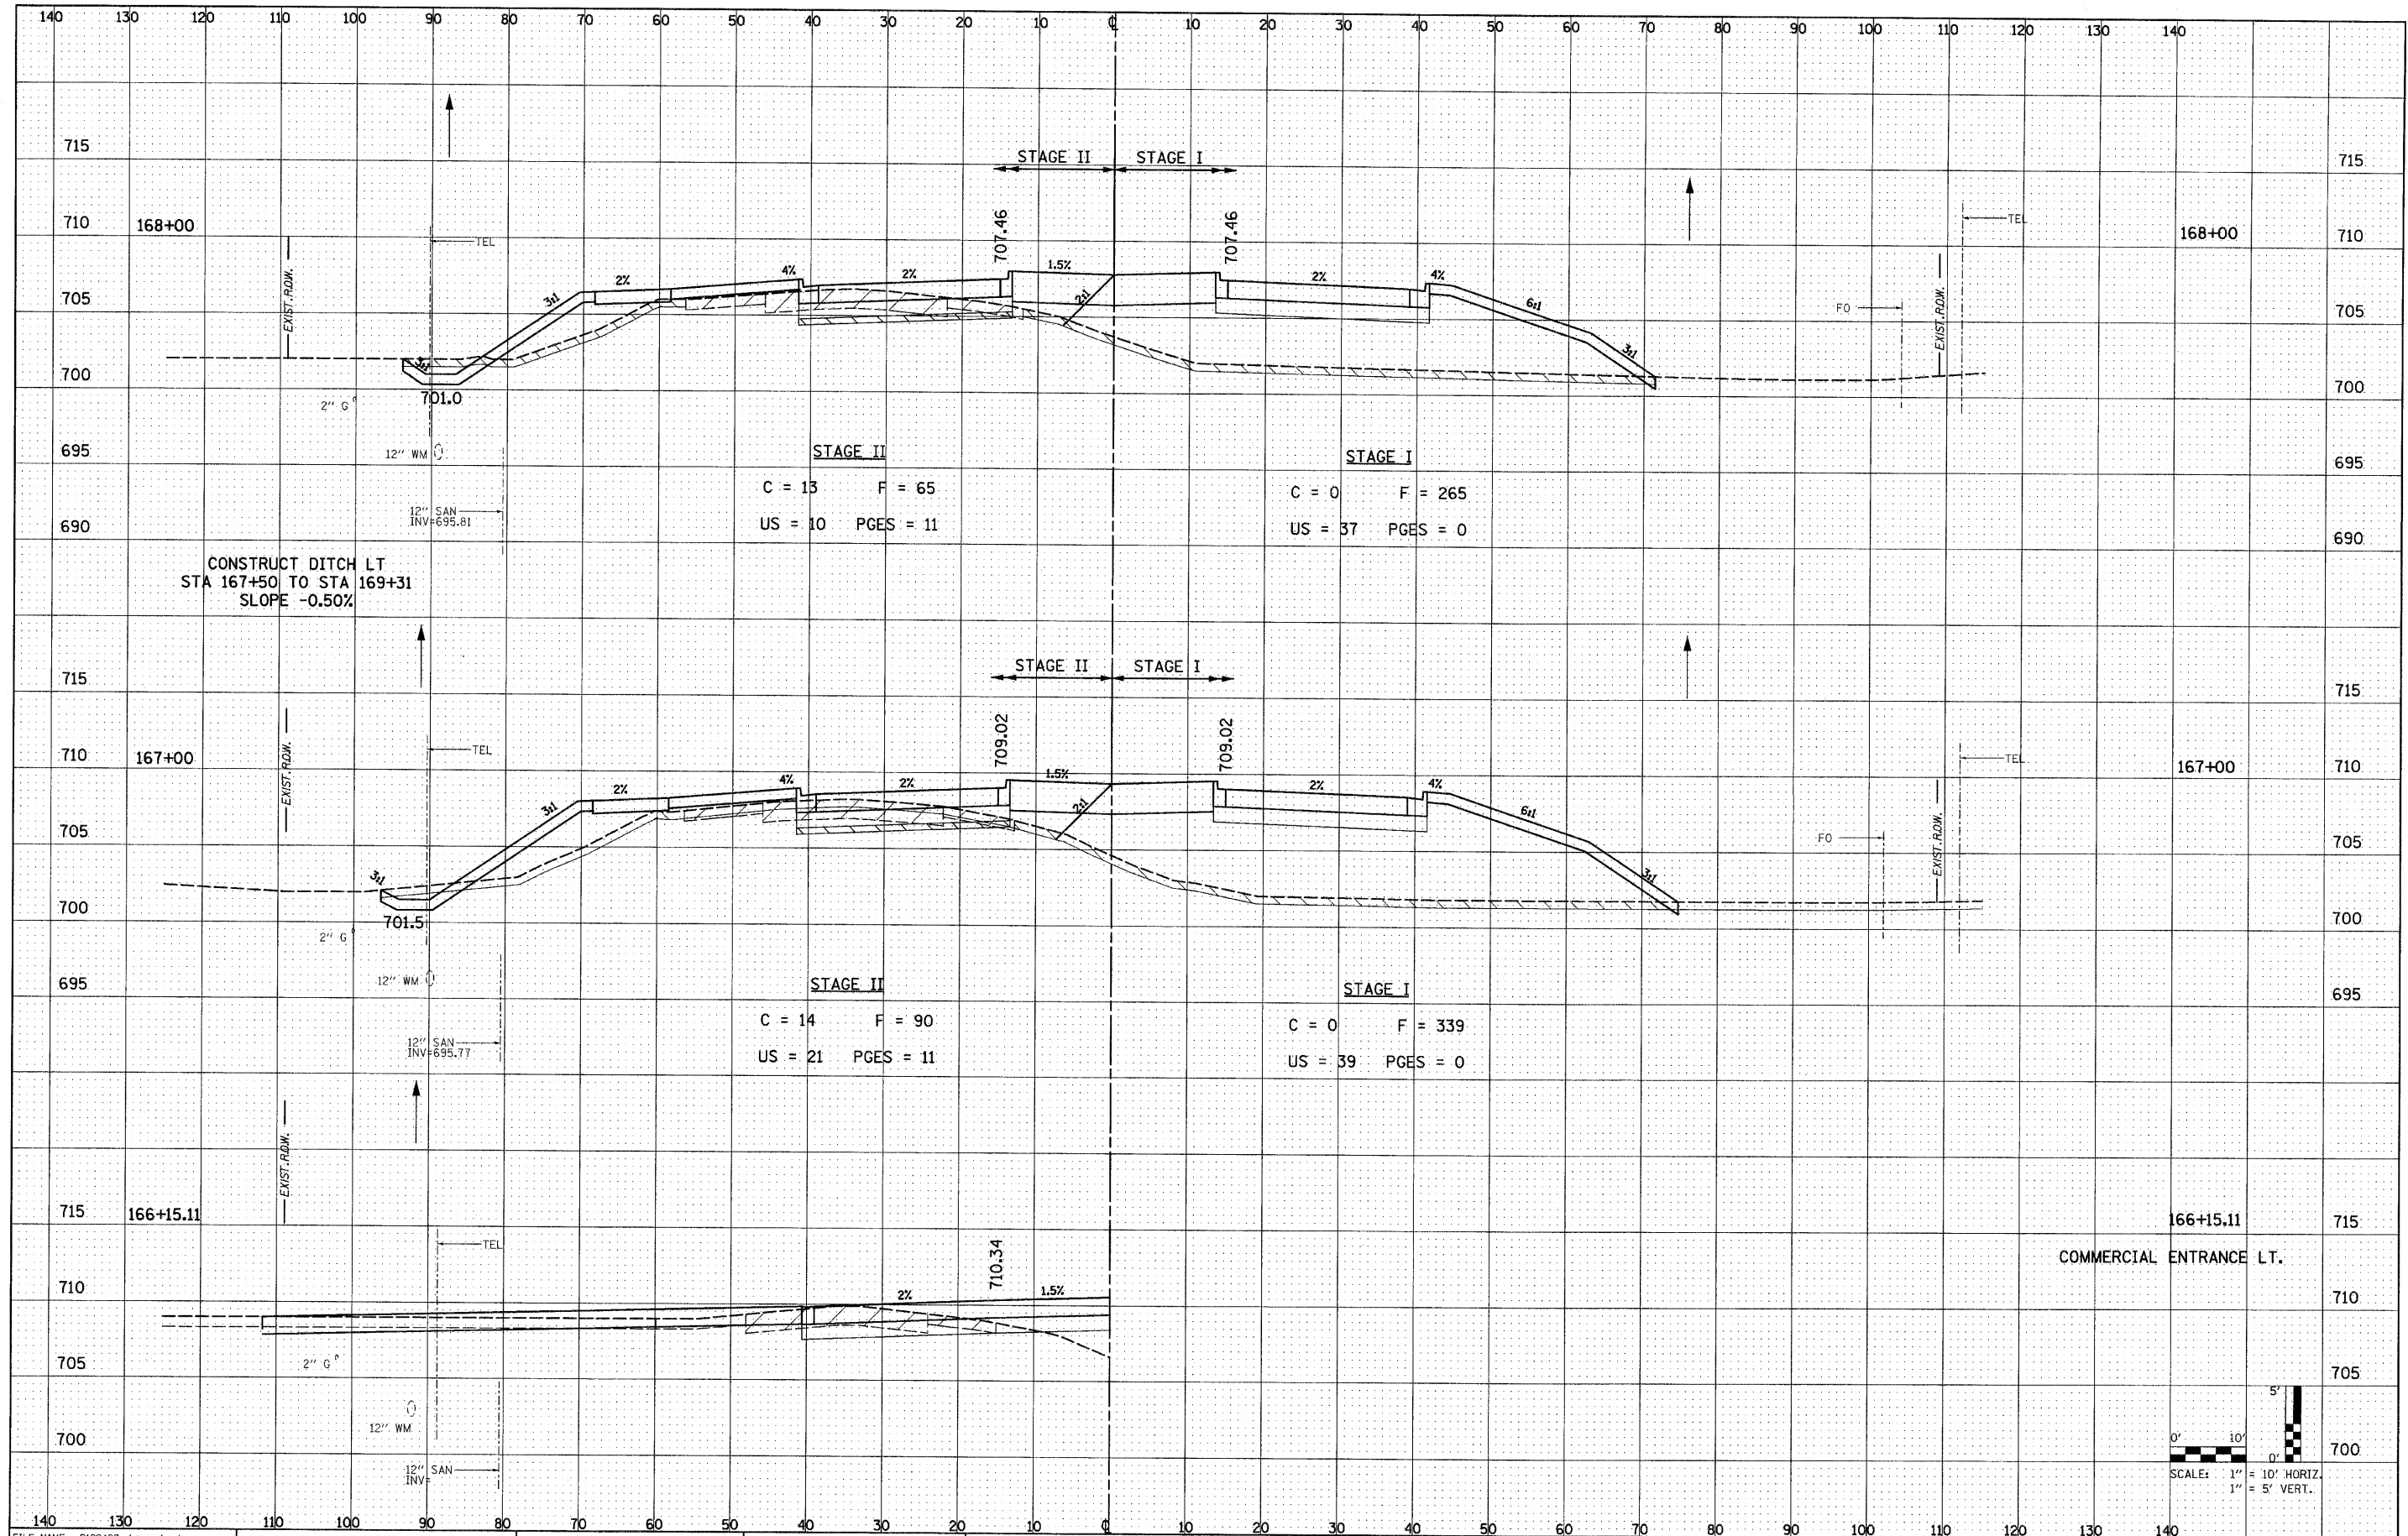 140 130 120 110 100 90 80 70 60 50 40 30 20 10 ℄ 10 20 30 40 50 60 70 80 90 100 110 120 130 140
715 STAGE II STAGE I 715
710 168+00 TEL 707.46 707.46 TEL 168+00 710
EXIST. R.O.W. 3:1 2% 4% 2% 1.5% 2:1 2% 4% 6:1 3:1 FO EXIST. R.O.W.
705 705
3:1
700 701.0 700
2" G
695 12" WM STAGE II STAGE I 695
C = 13 F = 65 C = 0 F = 265
12" SAN
INV=695.81
US = 10 PGES = 11 US = 37 PGES = 0
690 690
CONSTRUCT DITCH LT
STA 167+50 TO STA 169+31
SLOPE -0.50%
715 STAGE II STAGE I 715
710 167+00 TEL 709.02 709.02 TEL 167+00 710
EXIST. R.O.W. 3:1 2% 4% 2% 1.5% 2:1 2% 4% 6:1 3:1 FO EXIST. R.O.W.
705 705
3:1
700 701.5 700
2" G
695 12" WM STAGE II STAGE I 695
C = 14 F = 90 C = 0 F = 339
12" SAN
INV=695.77
US = 21 PGES = 11 US = 39 PGES = 0
EXIST. R.O.W.
715 166+15.11 166+15.11 715
TEL 710.34 COMMERCIAL ENTRANCE LT.
710 2% 1.5% 710
705 2" G 705
12" WM
700 700
12" SAN
INV=
5'
0' 10' 0'
SCALE: 1" = 10' HORIZ.
1" = 5' VERT.
140 130 120 110 100 90 80 70 60 50 40 30 20 10 ℄ 10 20 30 40 50 60 70 80 90 100 110 120 130 140